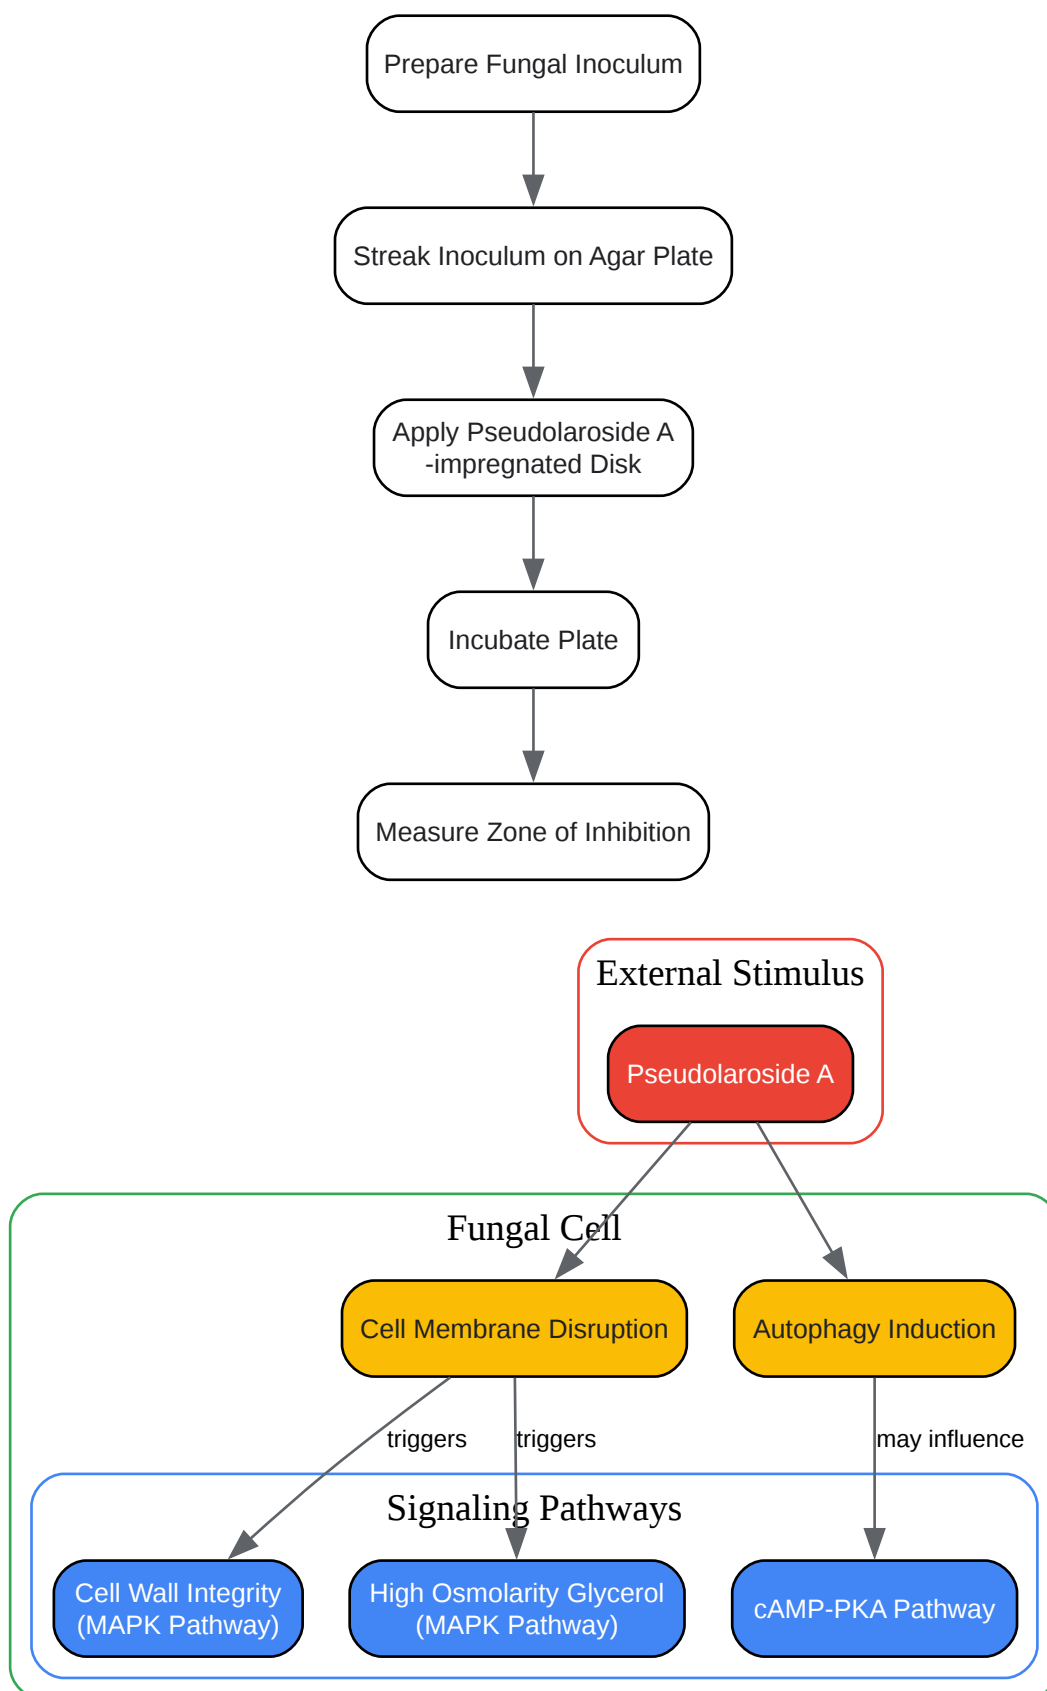 Prepare Fungal Inoculum
Streak Inoculum on Agar Plate
Apply Pseudolaroside A
-impregnated Disk
Incubate Plate
Measure Zone of Inhibition
External Stimulus
Pseudolaroside A
Fungal Cell
Cell Membrane Disruption
Autophagy Induction
triggers
triggers
may influence
Signaling Pathways
Cell Wall Integrity
(MAPK Pathway)
High Osmolarity Glycerol
(MAPK Pathway)
cAMP-PKA Pathway